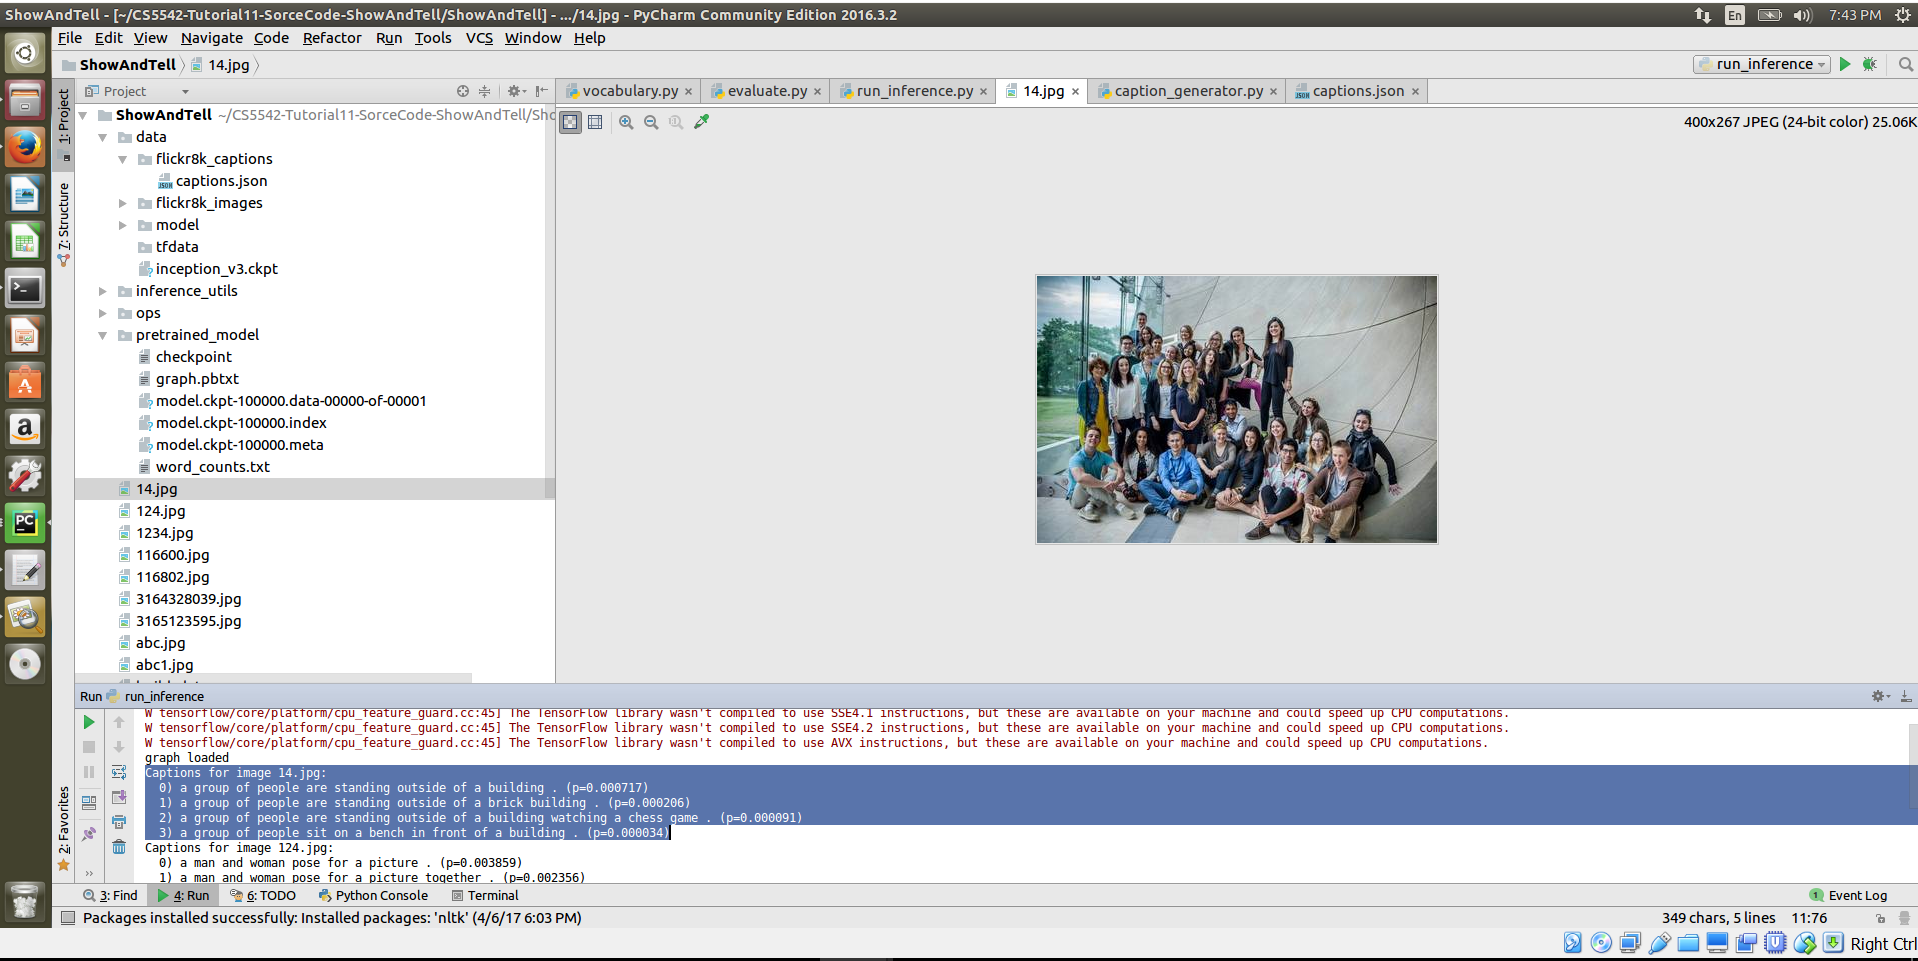 ShowAndTell - [~/CS5542-Tutorial11-SorceCode-ShowAndTell/ShowAndTell] - .../14.jpg - PyCharm Community Edition 2016.3.2
En
7:43 PM
File Edit View Navigate Code Refactor Run Tools VCS Window Help
ShowAndTell 14.jpg
run_inference
Project
vocabulary.py evaluate.py run_inference.py 14.jpg caption_generator.py captions.json
1: Project
7: Structure
2: Favorites
400x267 JPEG (24-bit color) 25.06K
ShowAndTell ~/CS5542-Tutorial11-SorceCode-ShowAndTell/Sho
data
flickr8k_captions
captions.json
flickr8k_images
model
tfdata
inception_v3.ckpt
inference_utils
ops
pretrained_model
checkpoint
graph.pbtxt
model.ckpt-100000.data-00000-of-00001
model.ckpt-100000.index
model.ckpt-100000.meta
word_counts.txt
14.jpg
124.jpg
1234.jpg
116600.jpg
116802.jpg
3164328039.jpg
3165123595.jpg
abc.jpg
abc1.jpg
Run run_inference
W tensorflow/core/platform/cpu_feature_guard.cc:45] The TensorFlow library wasn't compiled to use SSE4.1 instructions, but these are available on your machine and could speed up CPU computations.
W tensorflow/core/platform/cpu_feature_guard.cc:45] The TensorFlow library wasn't compiled to use SSE4.2 instructions, but these are available on your machine and could speed up CPU computations.
W tensorflow/core/platform/cpu_feature_guard.cc:45] The TensorFlow library wasn't compiled to use AVX instructions, but these are available on your machine and could speed up CPU computations.
graph loaded
Captions for image 14.jpg:
0) a group of people are standing outside of a building . (p=0.000717)
1) a group of people are standing outside of a brick building . (p=0.000206)
2) a group of people are standing outside of a building watching a chess game . (p=0.000091)
3) a group of people sit on a bench in front of a building . (p=0.000034)
Captions for image 124.jpg:
0) a man and woman pose for a picture . (p=0.003859)
1) a man and woman pose for a picture together . (p=0.002356)
3: Find 4: Run 6: TODO Python Console Terminal
1 Event Log
Packages installed successfully: Installed packages: 'nltk' (4/6/17 6:03 PM)
349 chars, 5 lines 11:76
Right Ctrl